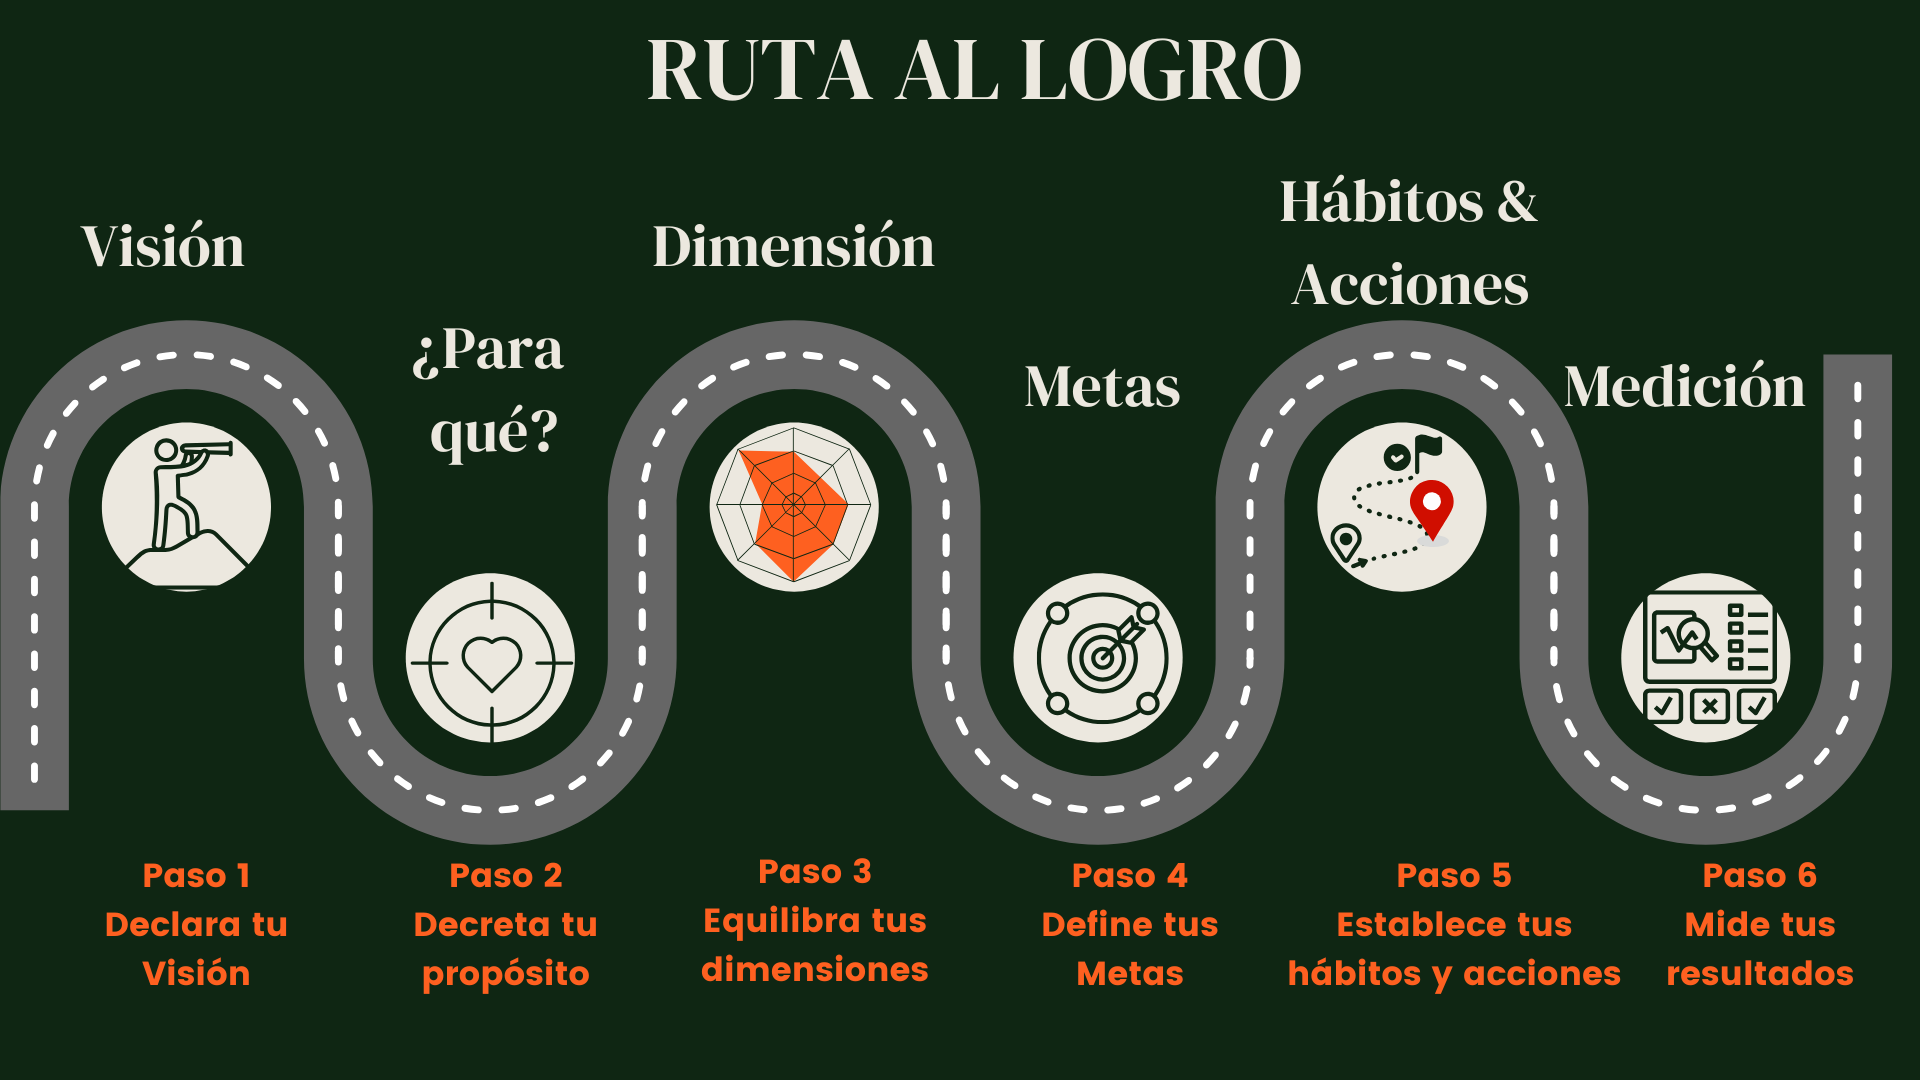 RUTA AL LOGRO
Visión
¿Para
qué?
Dimensión
Metas
Hábitos &
Acciones
Medición
Paso 1
Declara tu
Visión
Paso 2
Decreta tu
propósito
Paso 3
Equilibra tus
dimensiones
Paso 4
Define tus
Metas
Paso 5
Establece tus
hábitos y acciones
Paso 6
Mide tus
resultados